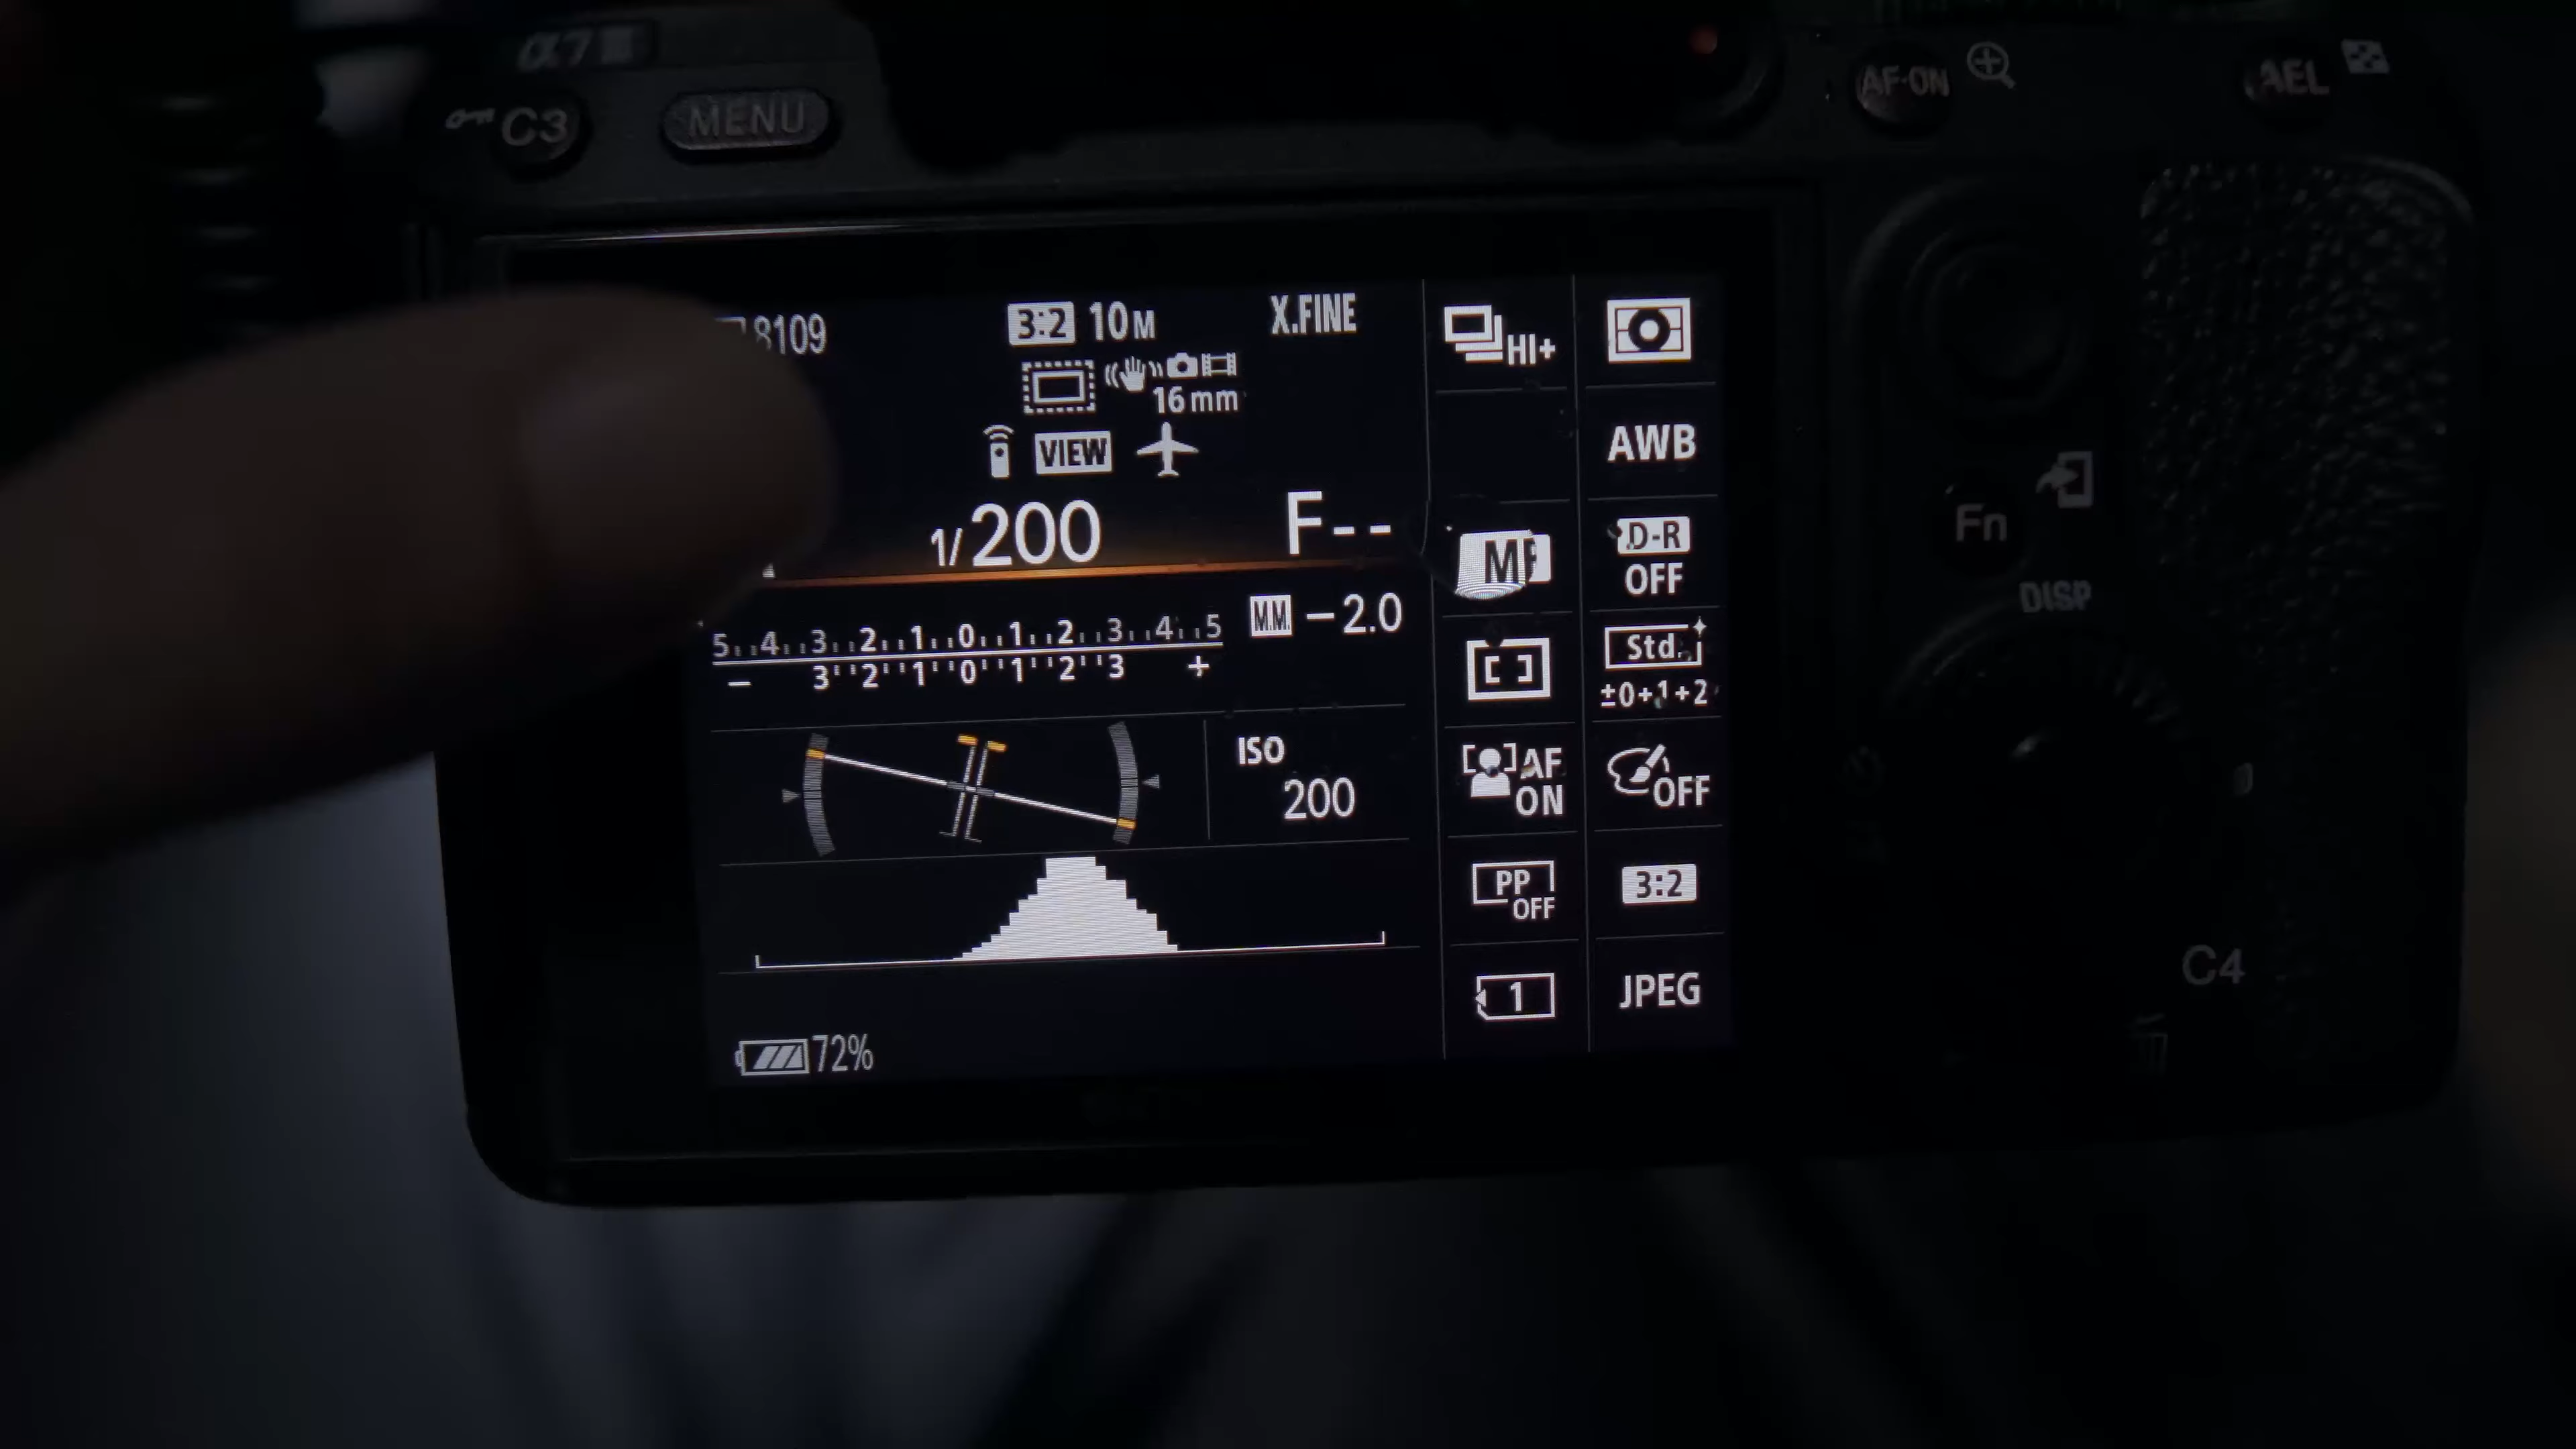 α7 III
C3 MENU AF-ON AEL
8109 3:2 10M X.FINE
HI+
16mm
VIEW AWB
1/200 F-- MF D-R OFF
5 4 3 2 1 0 1 2 3 4 5 M.M. -2.0
- 3 2 1 0 1 2 3 +
Std. ±0+1+2
ISO 200
AF ON OFF
PP OFF 3:2
1 JPEG
72%
Fn
DISP
C4